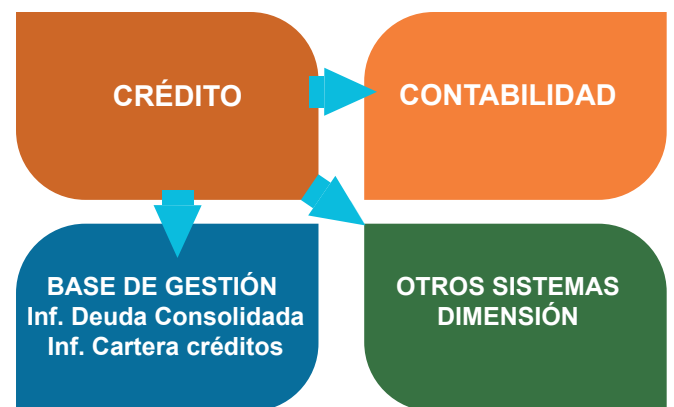 CRÉDITO
CONTABILIDAD
BASE DE GESTIÓN
Inf. Deuda Consolidada
Inf. Cartera créditos
OTROS SISTEMAS
DIMENSIÓN